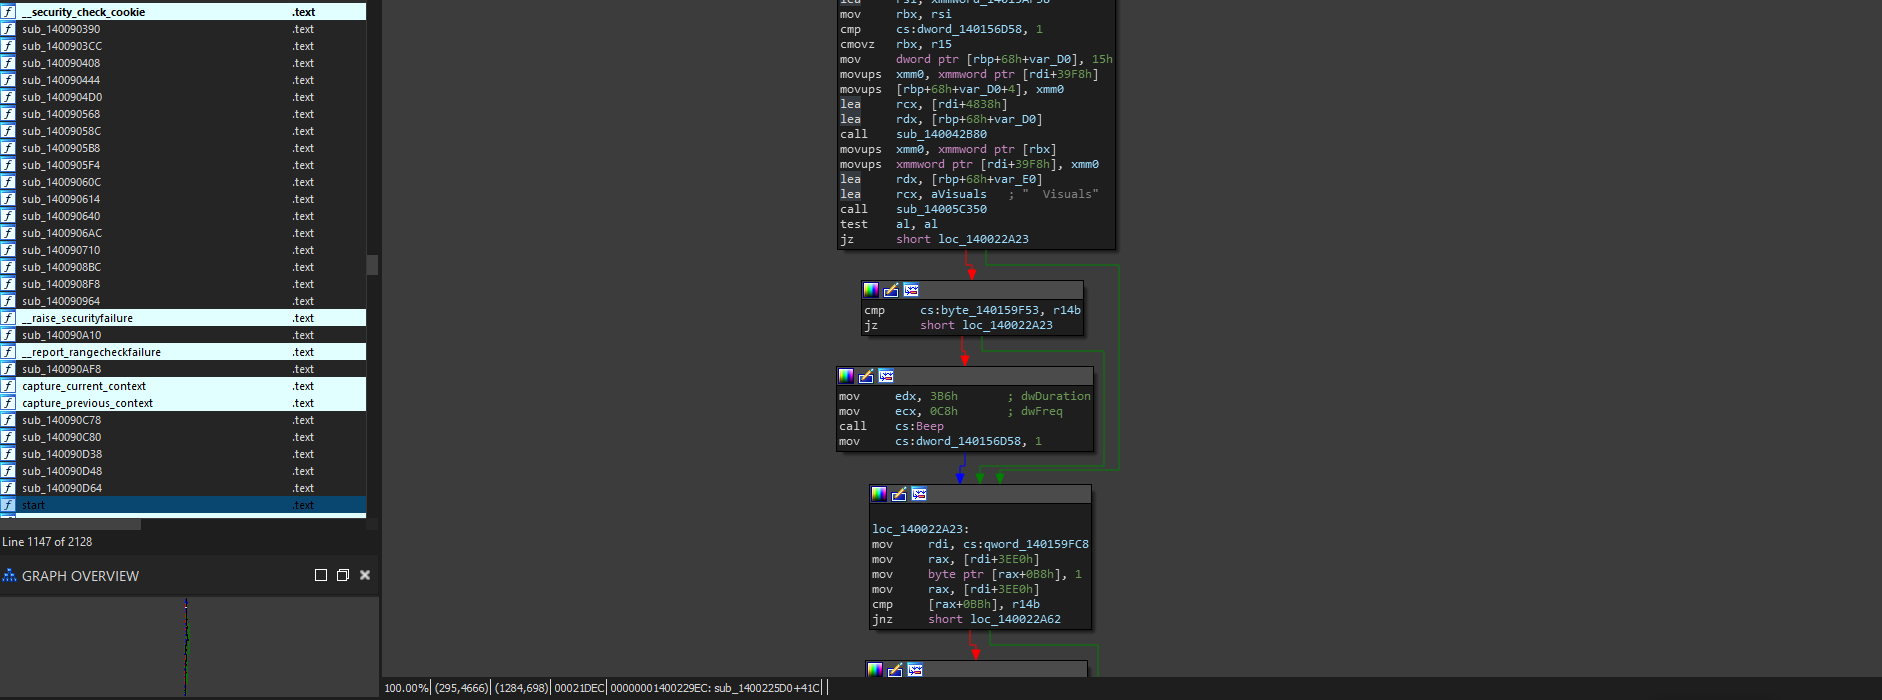 __security_check_cookie .text
sub_140090390 .text
sub_1400903CC .text
sub_140090408 .text
sub_140090444 .text
sub_1400904D0 .text
sub_140090568 .text
sub_14009058C .text
sub_1400905B8 .text
sub_1400905F4 .text
sub_14009060C .text
sub_140090614 .text
sub_140090640 .text
sub_1400906AC .text
sub_140090710 .text
sub_1400908BC .text
sub_1400908F8 .text
sub_140090964 .text
__raise_securityfailure .text
sub_140090A10 .text
__report_rangecheckfailure .text
sub_140090AF8 .text
capture_current_context .text
capture_previous_context .text
sub_140090C78 .text
sub_140090C80 .text
sub_140090D38 .text
sub_140090D48 .text
sub_140090D64 .text
start .text
Line 1147 of 2128
GRAPH OVERVIEW
mov rbx, rsi
cmp cs:dword_140156D58, 1
cmovz rbx, r15
mov dword ptr [rbp+68h+var_D0], 15h
movups xmm0, xmmword ptr [rdi+39F8h]
movups [rbp+68h+var_D0+4], xmm0
lea rcx, [rdi+4838h]
lea rdx, [rbp+68h+var_D0]
call sub_140042B80
movups xmm0, xmmword ptr [rbx]
movups xmmword ptr [rdi+39F8h], xmm0
lea rdx, [rbp+68h+var_E0]
lea rcx, aVisuals ; " Visuals"
call sub_14005C350
test al, al
jz short loc_140022A23
cmp cs:byte_140159F53, r14b
jz short loc_140022A23
mov edx, 3B6h ; dwDuration
mov ecx, 0C8h ; dwFreq
call cs:Beep
mov cs:dword_140156D58, 1
loc_140022A23:
mov rdi, cs:qword_140159FC8
mov rax, [rdi+3EE0h]
mov byte ptr [rax+0B8h], 1
mov rax, [rdi+3EE0h]
cmp [rax+0BBh], r14b
jnz short loc_140022A62
100.00% (295,4666) (1284,698) 00021DEC 00000001400229EC: sub_1400225D0+41C